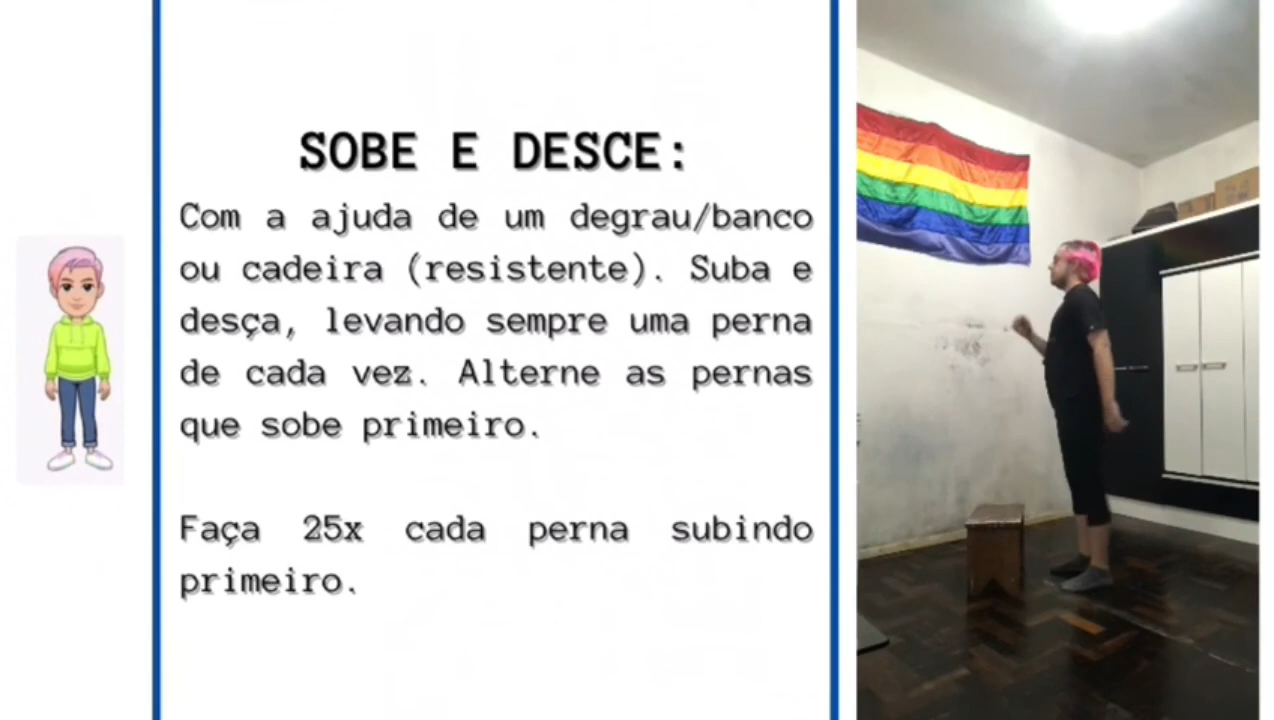 SOBE E DESCE:
Com a ajuda de um degrau/banco
ou cadeira (resistente). Suba e
desça, levando sempre uma perna
de cada vez. Alterne as pernas
que sobe primeiro.
Faça 25x cada perna subindo
primeiro.